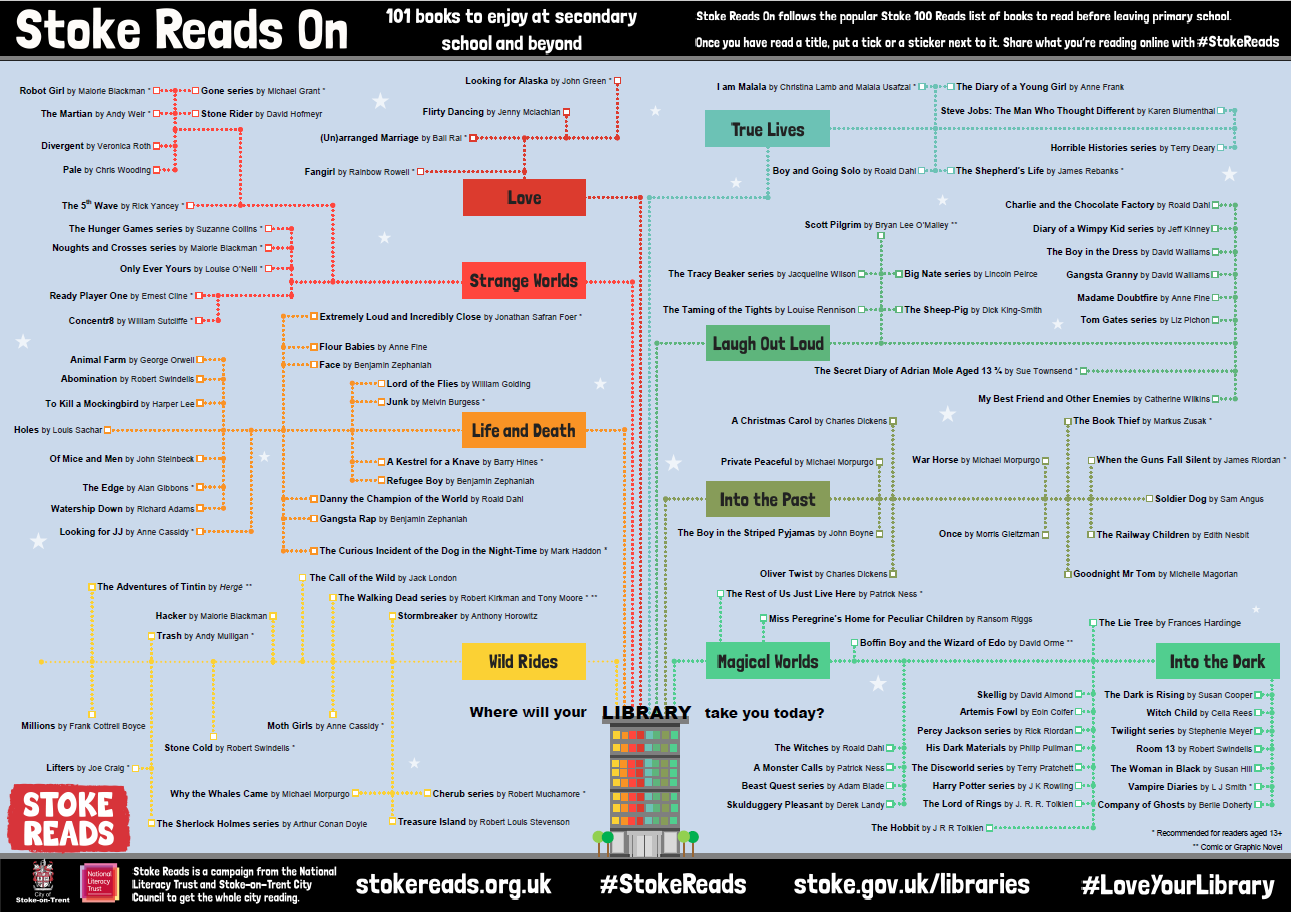 Stoke Reads On
101 books to enjoy at secondary
school and beyond
Stoke Reads On follows the popular Stoke 100 Reads list of books to read before leaving primary school.
Once you have read a title, put a tick or a sticker next to it. Share what you're reading online with #StokeReads
Love
Looking for Alaska by John Green *
Flirty Dancing by Jenny Mclachlan
(Un)arranged Marriage by Bali Rai *
Fangirl by Rainbow Rowell *
Strange Worlds
Robot Girl by Malorie Blackman *
Gone series by Michael Grant *
The Martian by Andy Weir *
Stone Rider by David Hofmeyr
Divergent by Veronica Roth
Pale by Chris Wooding
The 5th Wave by Rick Yancey *
The Hunger Games series by Suzanne Collins *
Noughts and Crosses series by Malorie Blackman *
Only Ever Yours by Louise O'Neill *
Ready Player One by Ernest Cline *
Concentr8 by William Sutcliffe *
Life and Death
Extremely Loud and Incredibly Close by Jonathan Safran Foer *
Flour Babies by Anne Fine
Face by Benjamin Zephaniah
Lord of the Flies by William Golding
Junk by Melvin Burgess *
Animal Farm by George Orwell
Abomination by Robert Swindells
To Kill a Mockingbird by Harper Lee
Holes by Louis Sachar
Of Mice and Men by John Steinbeck
The Edge by Alan Gibbons *
Watership Down by Richard Adams
Looking for JJ by Anne Cassidy *
A Kestrel for a Knave by Barry Hines *
Refugee Boy by Benjamin Zephaniah
Danny the Champion of the World by Roald Dahl
Gangsta Rap by Benjamin Zephaniah
The Curious Incident of the Dog in the Night-Time by Mark Haddon *
Wild Rides
The Adventures of Tintin by Hergé **
The Call of the Wild by Jack London
The Walking Dead series by Robert Kirkman and Tony Moore * **
Hacker by Malorie Blackman
Stormbreaker by Anthony Horowitz
Trash by Andy Mulligan *
Millions by Frank Cottrell Boyce
Moth Girls by Anne Cassidy *
Stone Cold by Robert Swindells *
Lifters by Joe Craig *
Why the Whales Came by Michael Morpurgo
Cherub series by Robert Muchamore *
The Sherlock Holmes series by Arthur Conan Doyle
Treasure Island by Robert Louis Stevenson
True Lives
I am Malala by Christina Lamb and Malala Usafzai *
The Diary of a Young Girl by Anne Frank
Steve Jobs: The Man Who Thought Different by Karen Blumenthal
Horrible Histories series by Terry Deary
Boy and Going Solo by Roald Dahl
The Shepherd's Life by James Rebanks *
Laugh Out Loud
Scott Pilgrim by Bryan Lee O'Malley **
The Tracy Beaker series by Jacqueline Wilson
Big Nate series by Lincoln Peirce
The Taming of the Tights by Louise Rennison
The Sheep-Pig by Dick King-Smith
Charlie and the Chocolate Factory by Roald Dahl
Diary of a Wimpy Kid series by Jeff Kinney
The Boy in the Dress by David Walliams
Gangsta Granny by David Walliams
Madame Doubtfire by Anne Fine
Tom Gates series by Liz Pichon
The Secret Diary of Adrian Mole Aged 13 ¾ by Sue Townsend *
My Best Friend and Other Enemies by Catherine Wilkins
Into the Past
A Christmas Carol by Charles Dickens
The Book Thief by Markus Zusak *
Private Peaceful by Michael Morpurgo
War Horse by Michael Morpurgo
When the Guns Fall Silent by James Riordan *
Soldier Dog by Sam Angus
The Boy in the Striped Pyjamas by John Boyne
Once by Morris Gleitzman
The Railway Children by Edith Nesbit
Oliver Twist by Charles Dickens
Goodnight Mr Tom by Michelle Magorian
Magical Worlds
The Rest of Us Just Live Here by Patrick Ness *
Miss Peregrine's Home for Peculiar Children by Ransom Riggs
Boffin Boy and the Wizard of Edo by David Orme **
The Lie Tree by Frances Hardinge
Skellig by David Almond
Artemis Fowl by Eoin Colfer
Percy Jackson series by Rick Riordan
The Witches by Roald Dahl
His Dark Materials by Philip Pullman
A Monster Calls by Patrick Ness
The Discworld series by Terry Pratchett
Beast Quest series by Adam Blade
Harry Potter series by J K Rowling
Skulduggery Pleasant by Derek Landy
The Lord of Rings by J. R. R. Tolkien
The Hobbit by J R R Tolkien
Into the Dark
The Dark is Rising by Susan Cooper
Witch Child by Celia Rees
Twilight series by Stephenie Meyer
Room 13 by Robert Swindells
The Woman in Black by Susan Hill
Vampire Diaries by L J Smith *
Company of Ghosts by Berlie Doherty
* Recommended for readers aged 13+
** Comic or Graphic Novel
Where will your LIBRARY take you today?
STOKE
READS
City of
Stoke-on-Trent
National
Literacy
Trust
Stoke Reads is a campaign from the National
Literacy Trust and Stoke-on-Trent City
Council to get the whole city reading.
stokereads.org.uk
#StokeReads
stoke.gov.uk/libraries
#LoveYourLibrary